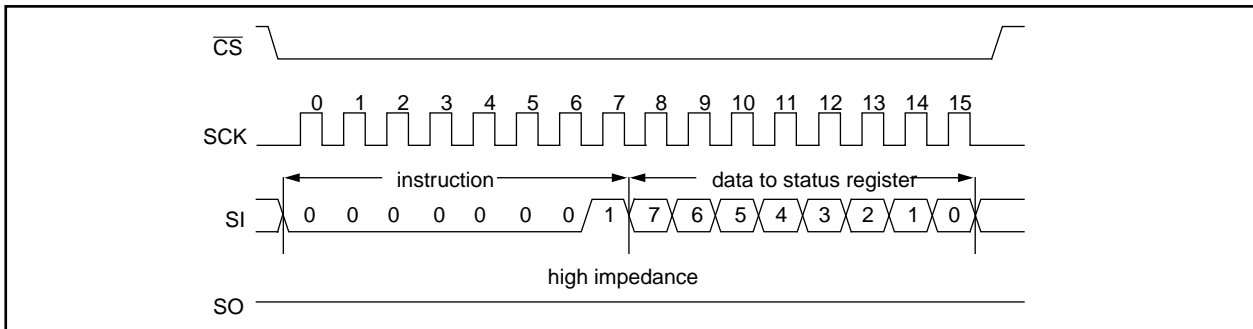 CS
0 1 2 3 4 5 6 7 8 9 10 11 12 13 14 15
SCK
instruction data to status register
SI 0 0 0 0 0 0 0 1 7 6 5 4 3 2 1 0
high impedance
SO